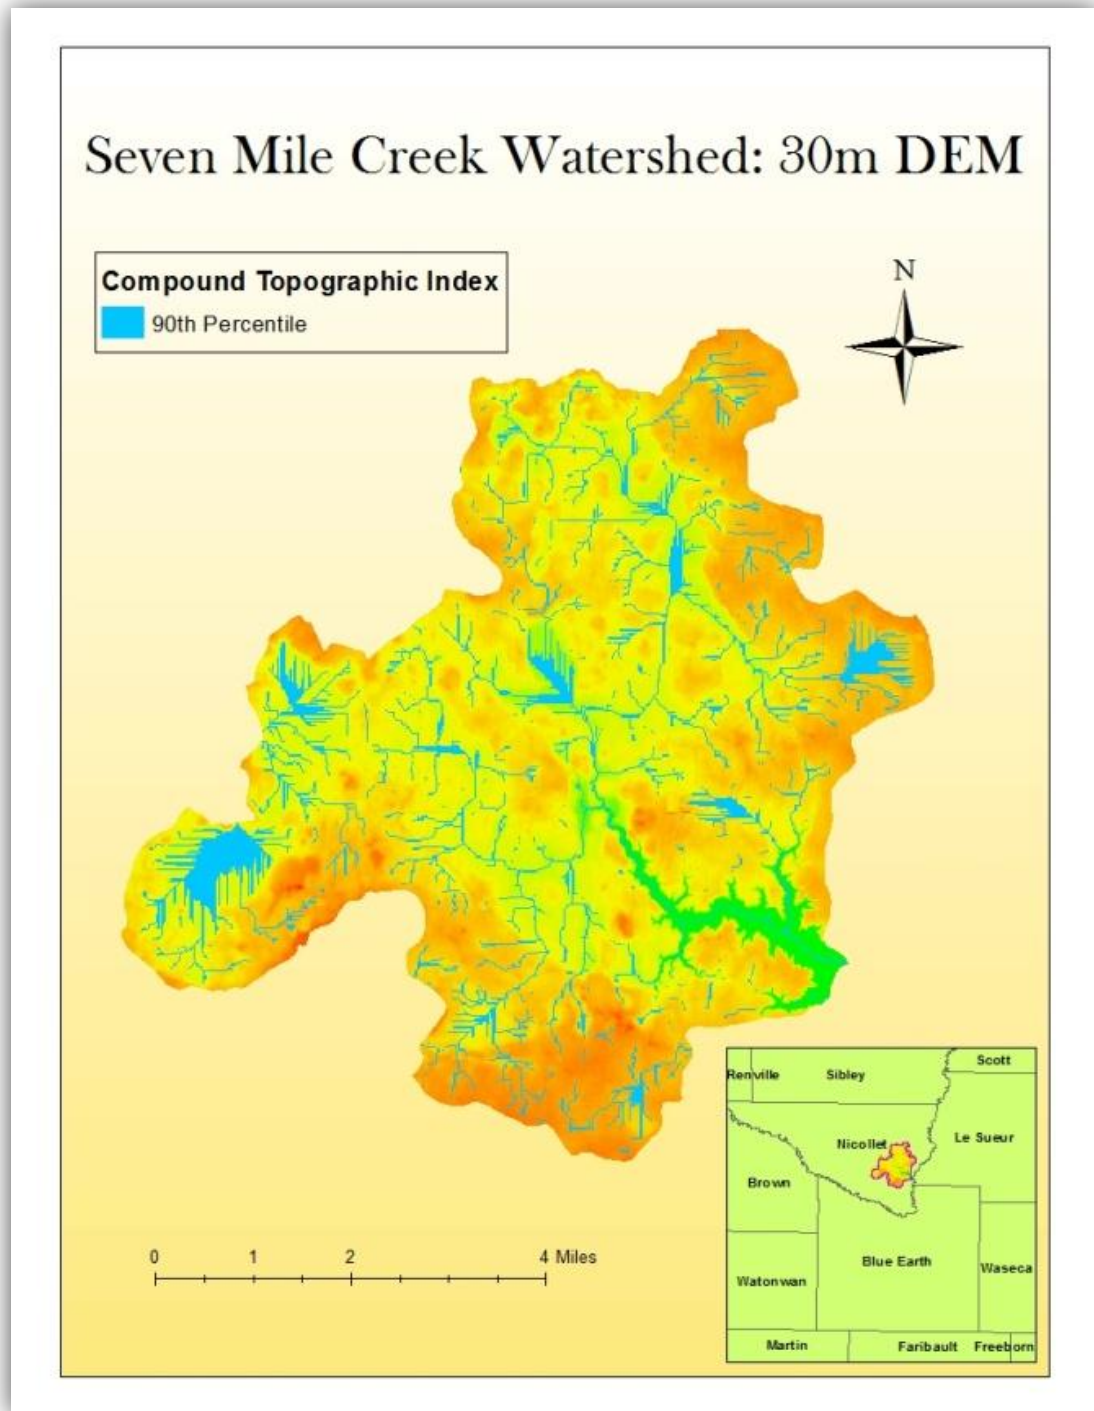 Seven Mile Creek Watershed: 30m DEM
Compound Topographic Index
90th Percentile
N
Scott
Renville Sibley
Nicollet Le Sueur
Brown
Blue Earth Waseca
Watonwan
Martin Faribault Freeborn
0 1 2 4 Miles